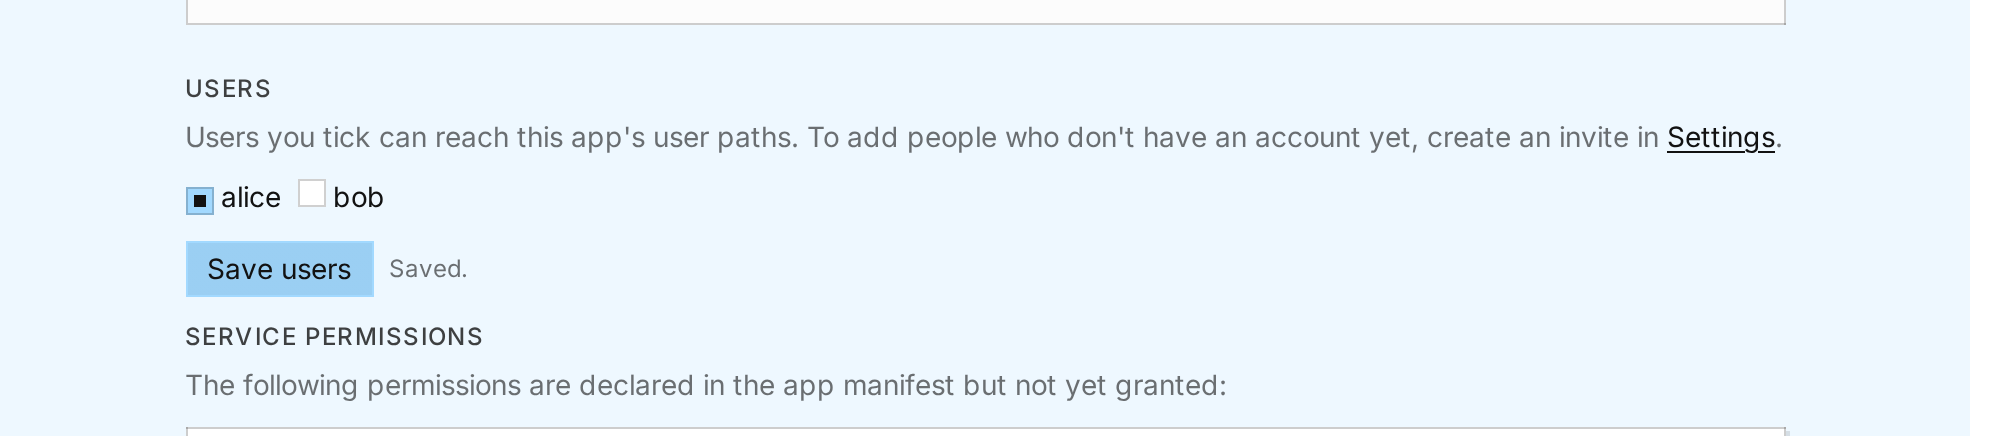 USERS
Users you tick can reach this app's user paths. To add people who don't have an account yet, create an invite in Settings.
alice bob
Save users Saved.
SERVICE PERMISSIONS
The following permissions are declared in the app manifest but not yet granted: